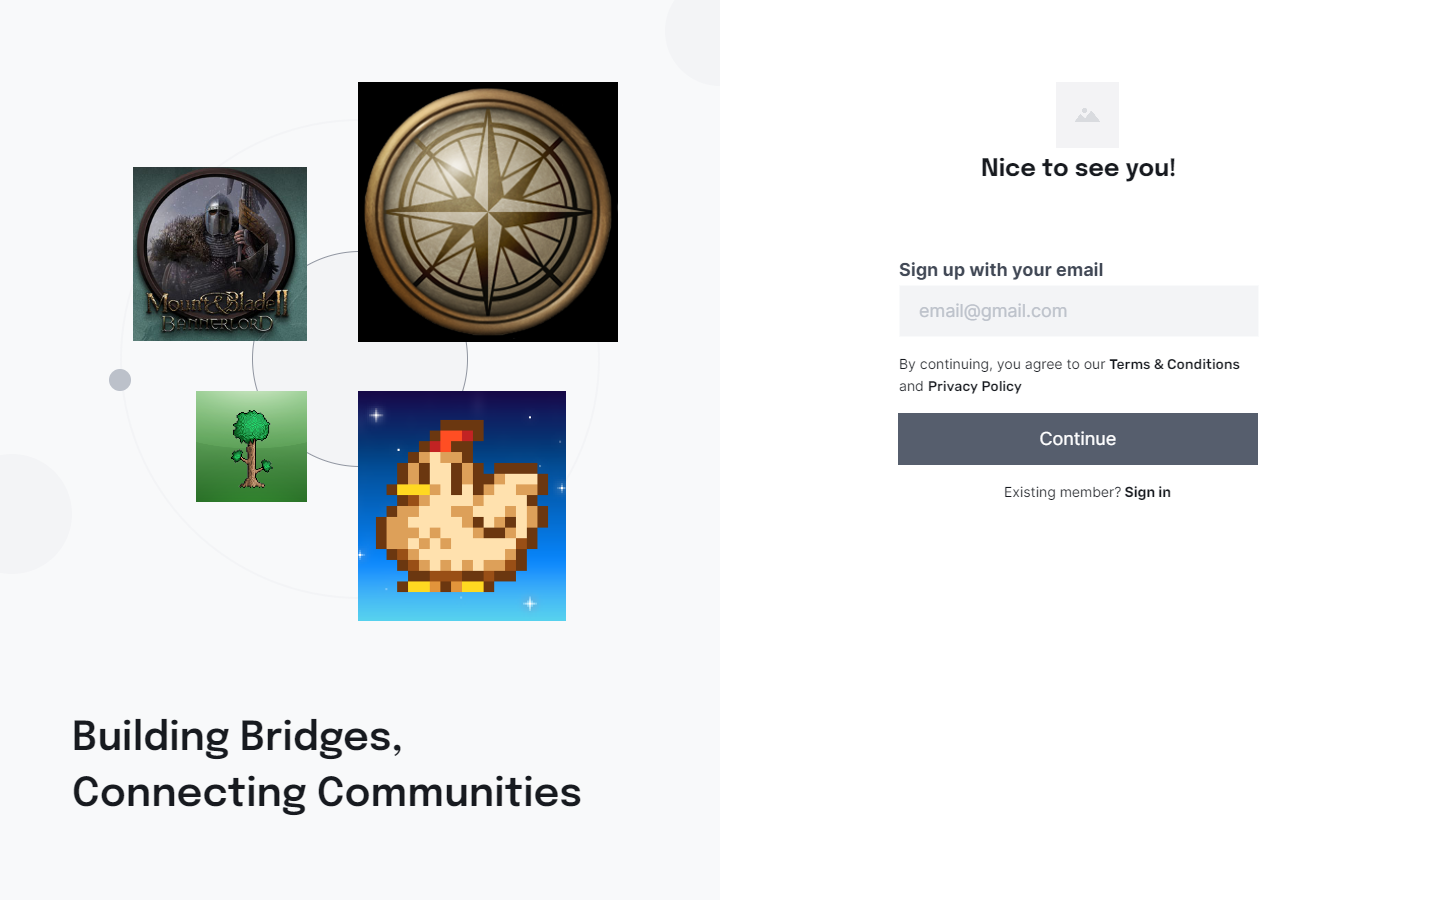 Mount & Blade II
BANNERLORD
Building Bridges,
Connecting Communities
Nice to see you!
Sign up with your email
email@gmail.com
By continuing, you agree to our Terms & Conditions
and Privacy Policy
Continue
Existing member? Sign in